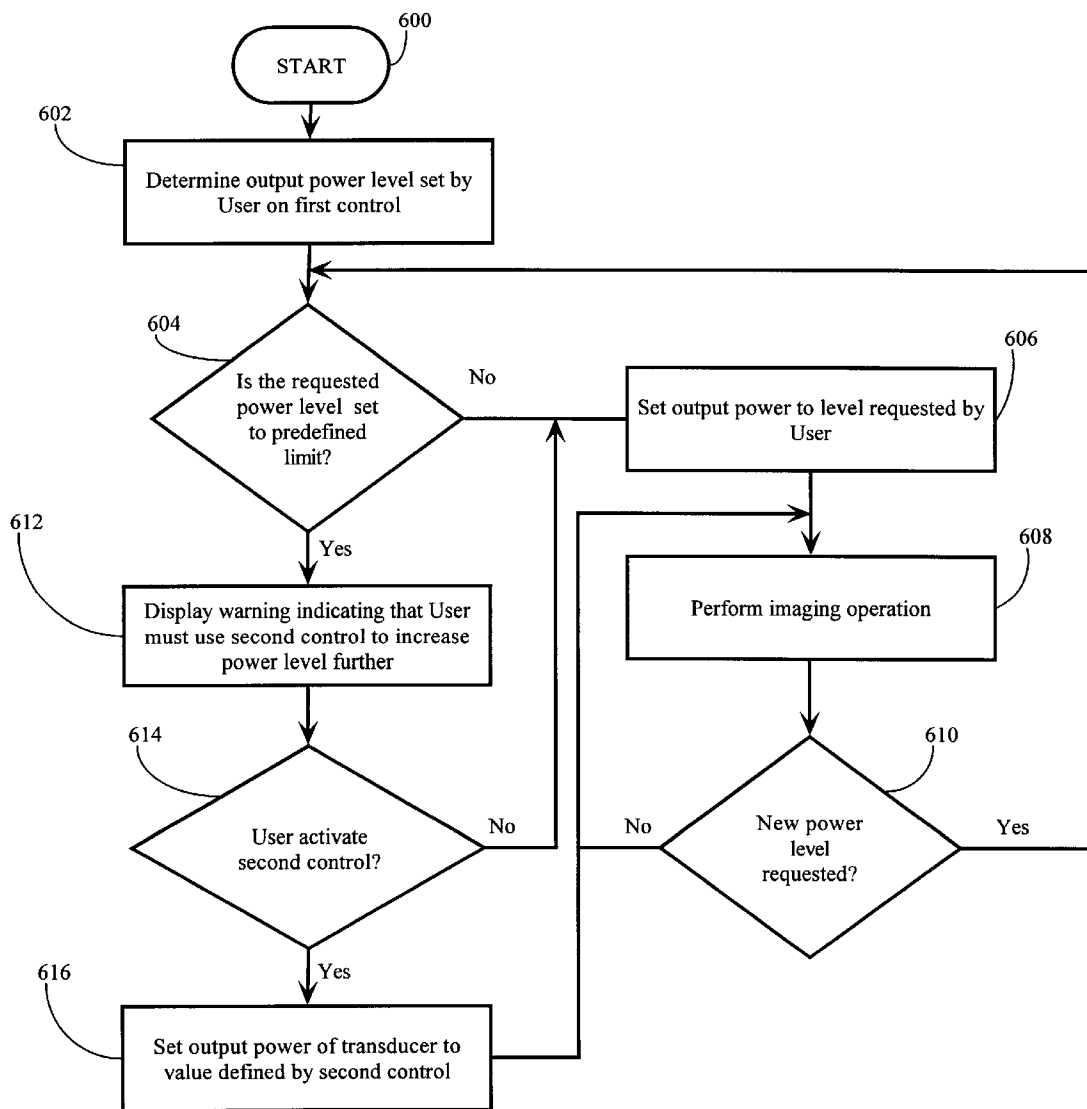 600
START
602
Determine output power level set by
User on first control
604
Is the requested
power level set
to predefined
limit?
No
606
Set output power to level requested by
User
612
Yes
Display warning indicating that User
must use second control to increase
power level further
608
Perform imaging operation
614
User activate
second control?
No
610
New power
level
requested?
No
Yes
Yes
616
Set output power of transducer to
value defined by second control